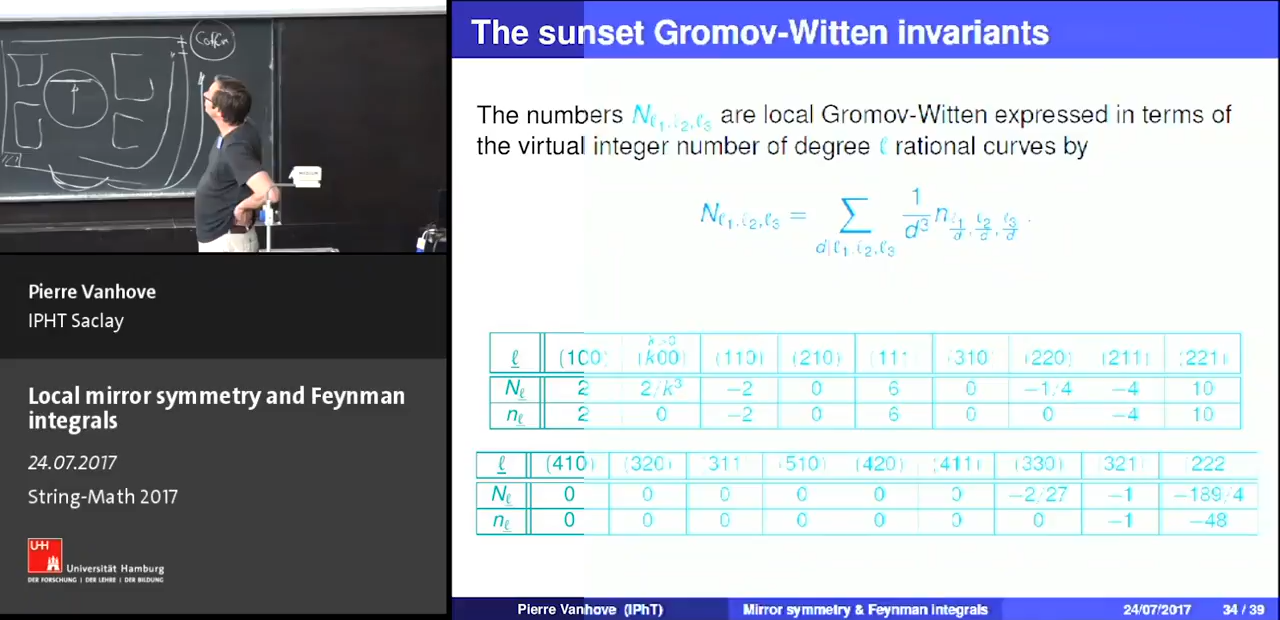 Coffee
The sunset Gromov-Witten invariants
The numbers N_{ℓ₁,ℓ₂,ℓ₃} are local Gromov-Witten expressed in terms of
the virtual integer number of degree ℓ rational curves by
N_{ℓ₁,ℓ₂,ℓ₃} = ∑_{d|ℓ₁,ℓ₂,ℓ₃} 1/d³ n_{ℓ₁/d, ℓ₂/d, ℓ₃/d} .
k>0
ℓ (100) (k00) (110) (210) (111) (310) (220) (211) (221)
N_ℓ 2 2/k³ −2 0 6 0 −1/4 −4 10
n_ℓ 2 0 −2 0 6 0 0 −4 10
ℓ (410) (320) (311) (510) (420) (411) (330) (321) (222)
N_ℓ 0 0 0 0 0 0 −2/27 −1 −189/4
n_ℓ 0 0 0 0 0 0 0 −1 −48
Pierre Vanhove (IPhT) Mirror symmetry & Feynman integrals 24/07/2017 34 / 39
Pierre Vanhove
IPHT Saclay
Local mirror symmetry and Feynman
integrals
24.07.2017
String-Math 2017
UH
Universität Hamburg
DER FORSCHUNG | DER LEHRE | DER BILDUNG